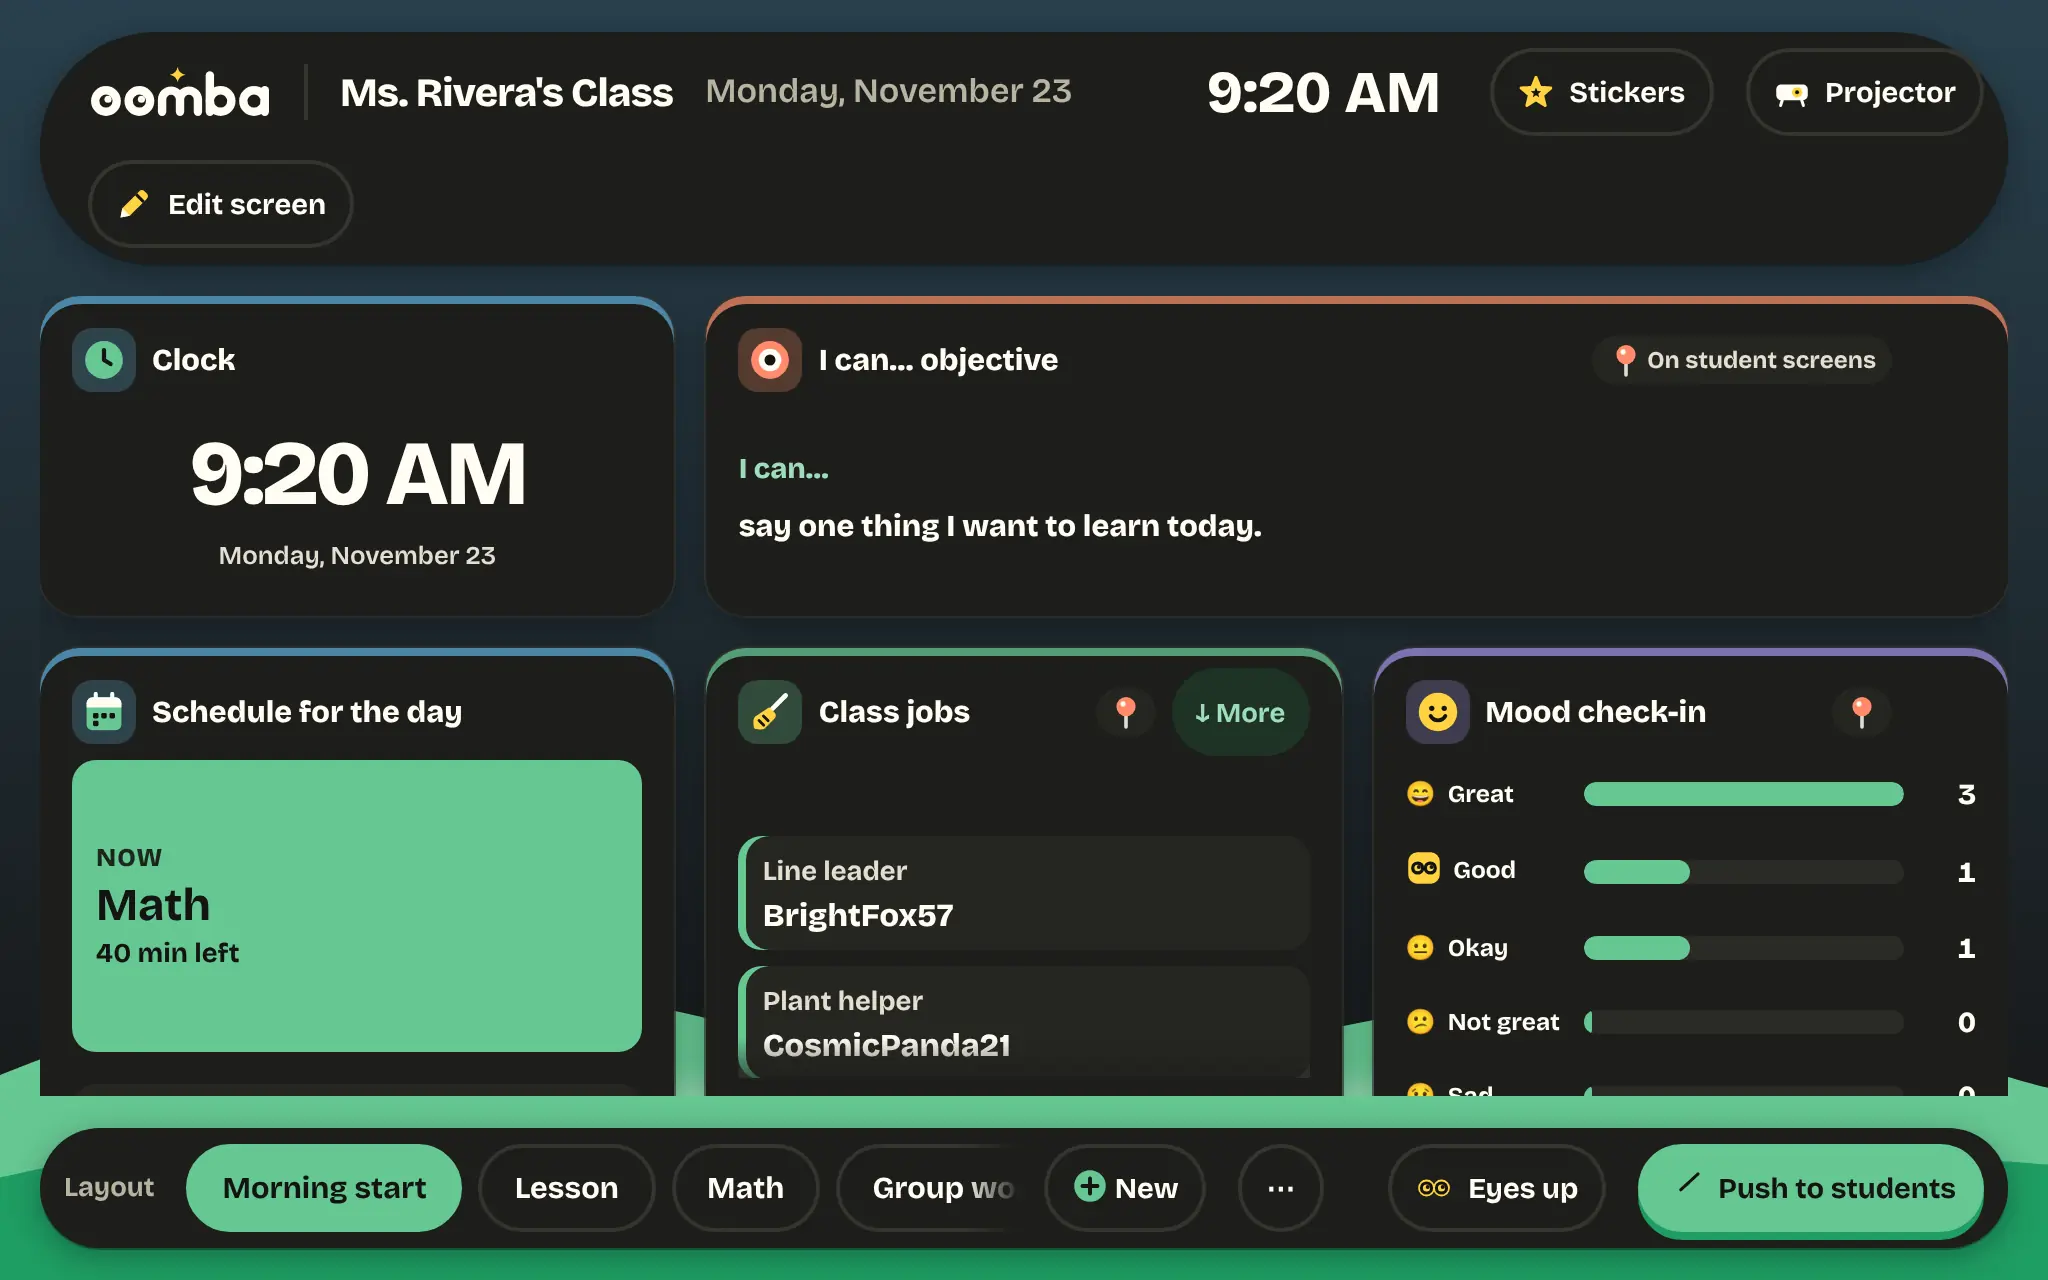 oomba
Ms. Rivera's Class
Monday, November 23
9:20 AM
Stickers
Projector
Edit screen
Clock
9:20 AM
Monday, November 23
I can... objective
On student screens
I can...
say one thing I want to learn today.
Schedule for the day
NOW
Math
40 min left
Class jobs
↓ More
Line leader
BrightFox57
Plant helper
CosmicPanda21
Mood check-in
Great 3
Good 1
Okay 1
Not great 0
Sad 0
Layout
Morning start
Lesson
Math
Group wo
New
...
Eyes up
Push to students